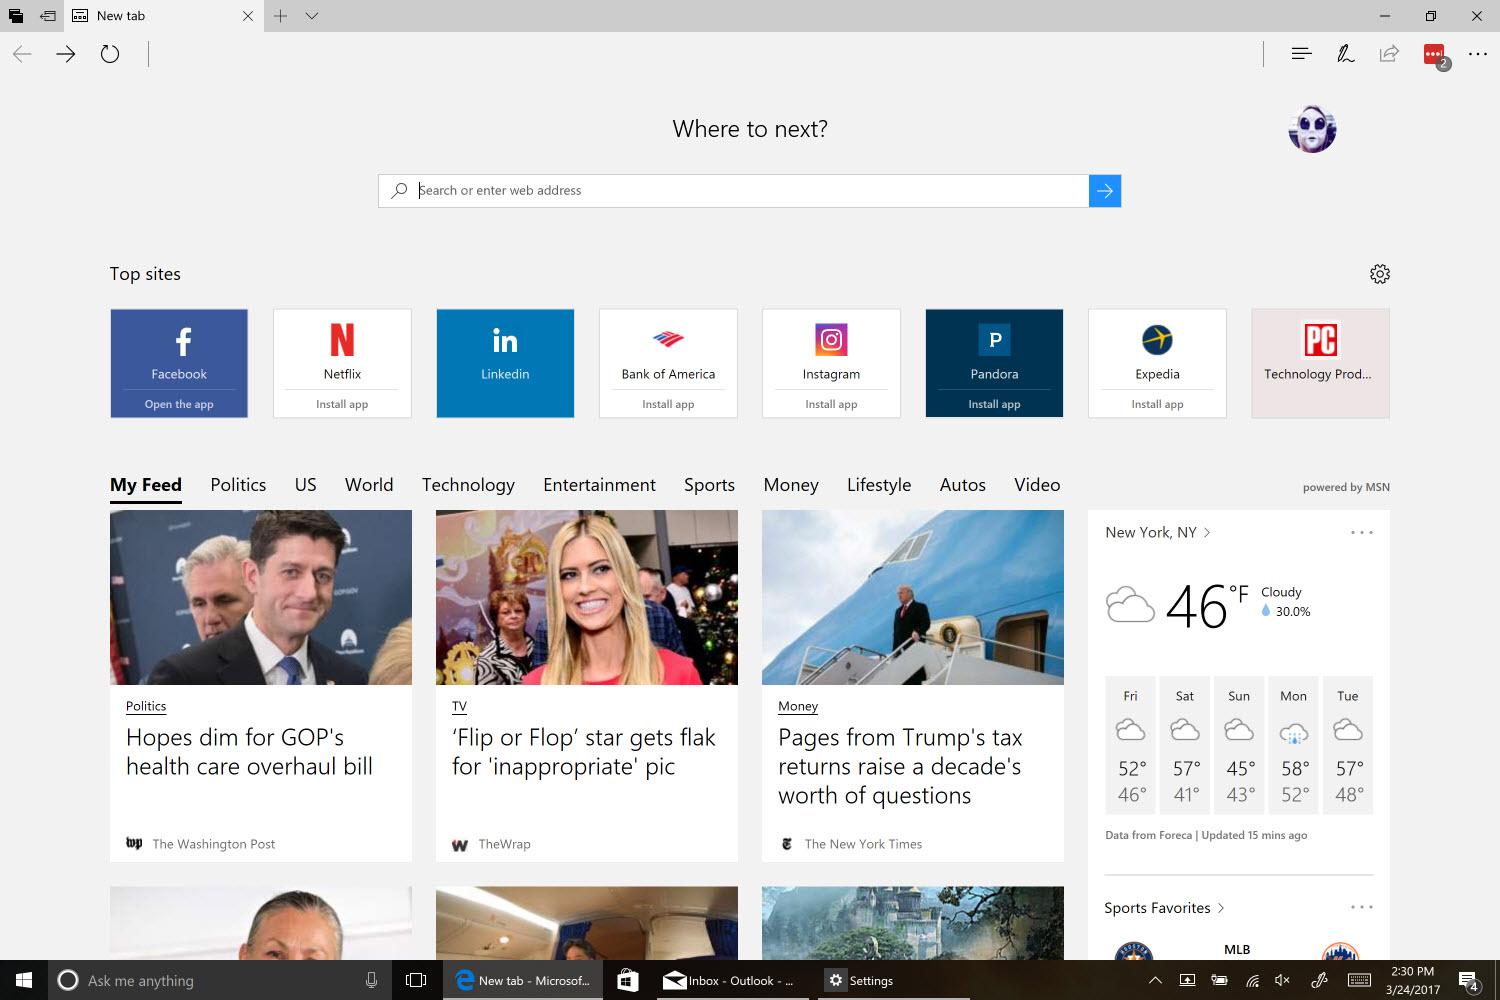 New tab
2
Where to next?
Search or enter web address
Top sites
Facebook
Open the app
Netflix
Install app
in
Linkedin
Bank of America
Install app
Instagram
Install app
P
Pandora
Install app
Expedia
Install app
PC
Technology Prod...
My Feed Politics US World Technology Entertainment Sports Money Lifestyle Autos Video
powered by MSN
Politics
Hopes dim for GOP's
health care overhaul bill
wp The Washington Post
TV
‘Flip or Flop’ star gets flak
for 'inappropriate' pic
TheWrap
Money
Pages from Trump's tax
returns raise a decade's
worth of questions
The New York Times
New York, NY
46°F
Cloudy
30.0%
Fri Sat Sun Mon Tue
52° 57° 45° 58° 57°
46° 41° 43° 52° 48°
Data from Foreca | Updated 15 mins ago
Sports Favorites
MLB
Ask me anything
New tab - Microsof...
Inbox - Outlook - ...
Settings
2:30 PM
3/24/2017
4